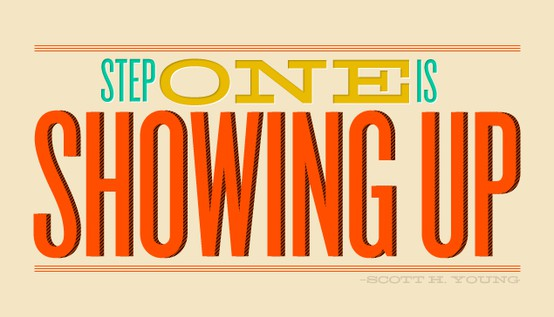 STEP ONE IS
SHOWING UP
-SCOTT H. YOUNG